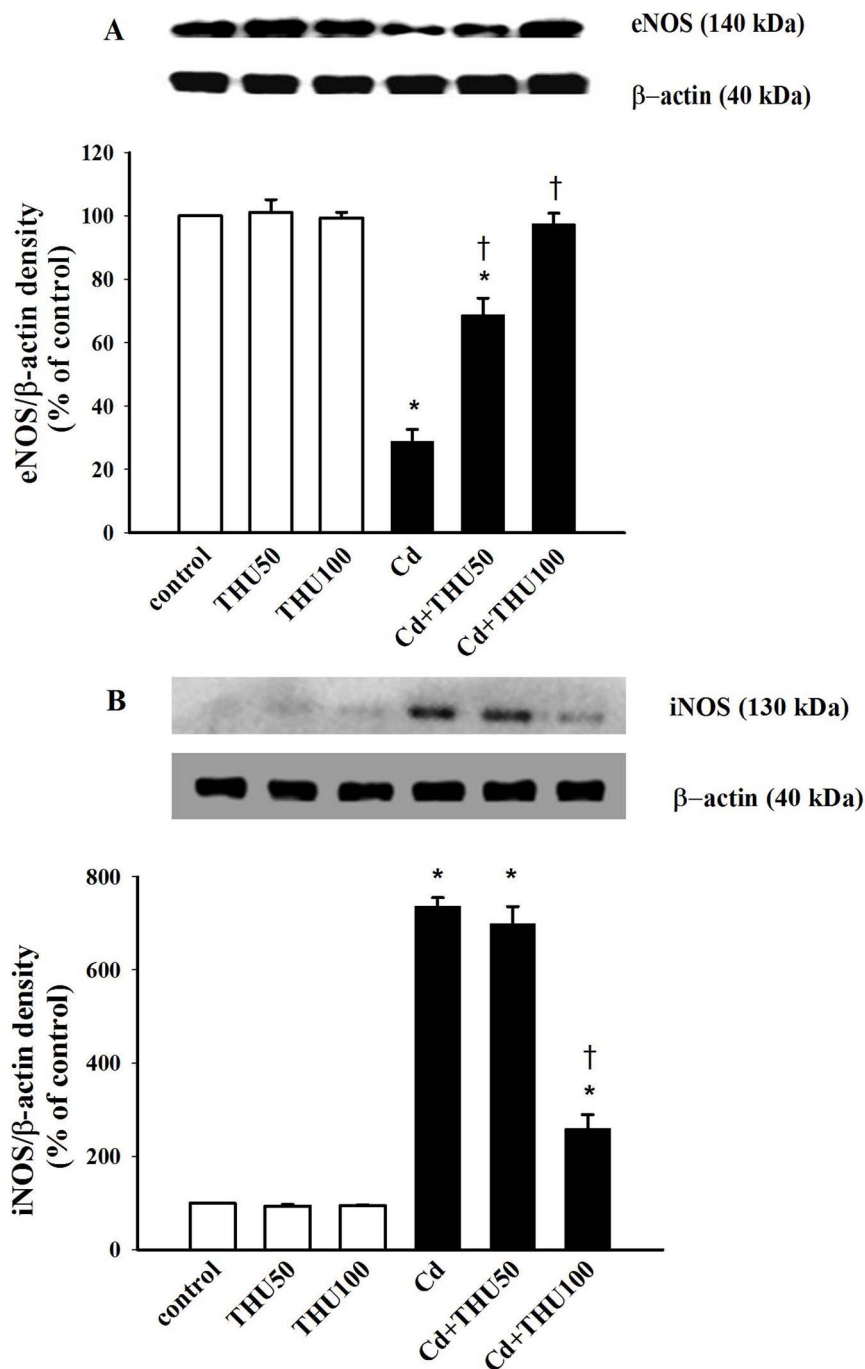 A
eNOS (140 kDa)
β–actin (40 kDa)
120
100
80
60
40
20
0
eNOS/β-actin density
(% of control)
†
†
*
*
control
THU50
THU100
Cd
Cd+THU50
Cd+THU100
B
iNOS (130 kDa)
β–actin (40 kDa)
800
600
400
200
0
iNOS/β-actin density
(% of control)
*
*
†
*
control
THU50
THU100
Cd
Cd+THU50
Cd+THU100